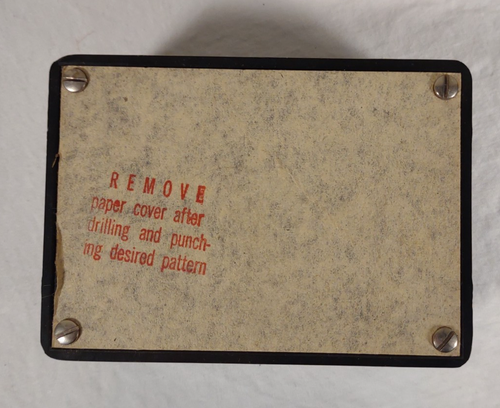 REMOVE
paper cover after
drilling and punch-
ing desired pattern